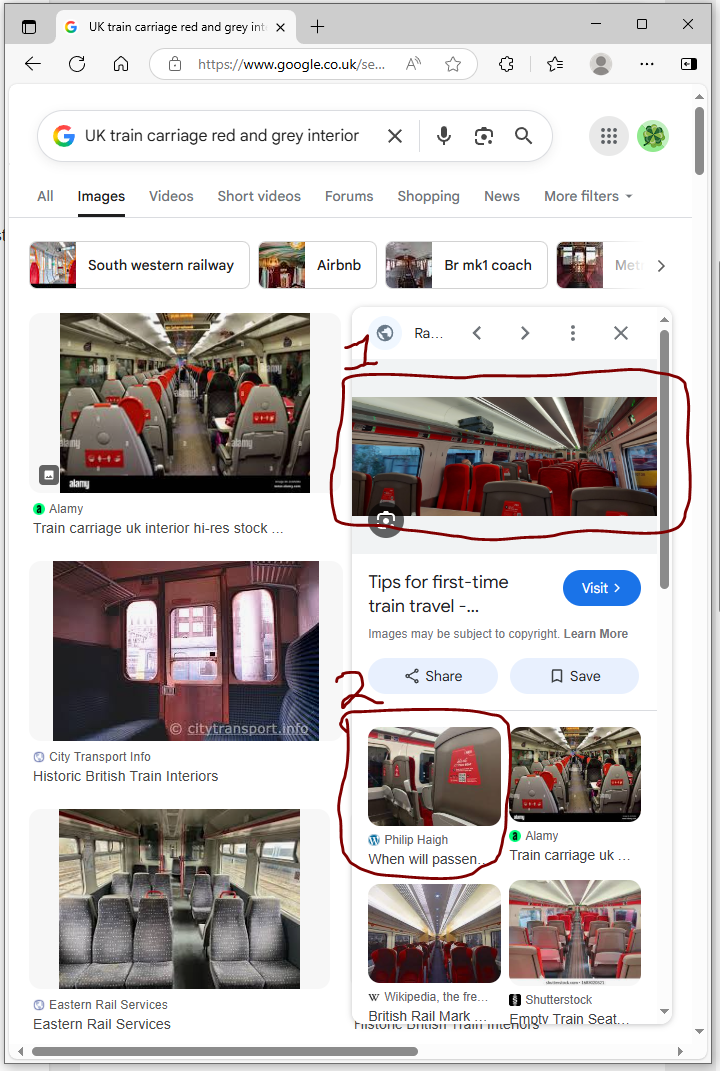 UK train carriage red and grey inte
https://www.google.co.uk/se...
UK train carriage red and grey interior
All Images Videos Short videos Forums Shopping News More filters
South western railway Airbnb Br mk1 coach Met
1
Ra...
alamy
alamy
alamy
Alamy
Train carriage uk interior hi-res stock ...
Tips for first-time
train travel -...
Visit
Images may be subject to copyright. Learn More
Share Save
2
© citytransport.info
City Transport Info
Historic British Train Interiors
Philip Haigh
When will passen...
Alamy
Train carriage uk ...
Eastern Rail Services
Eastern Rail Services
W Wikipedia, the fre...
British Rail Mark ...
Shutterstock
Empty Train Seat...
Historic British Train Interiors